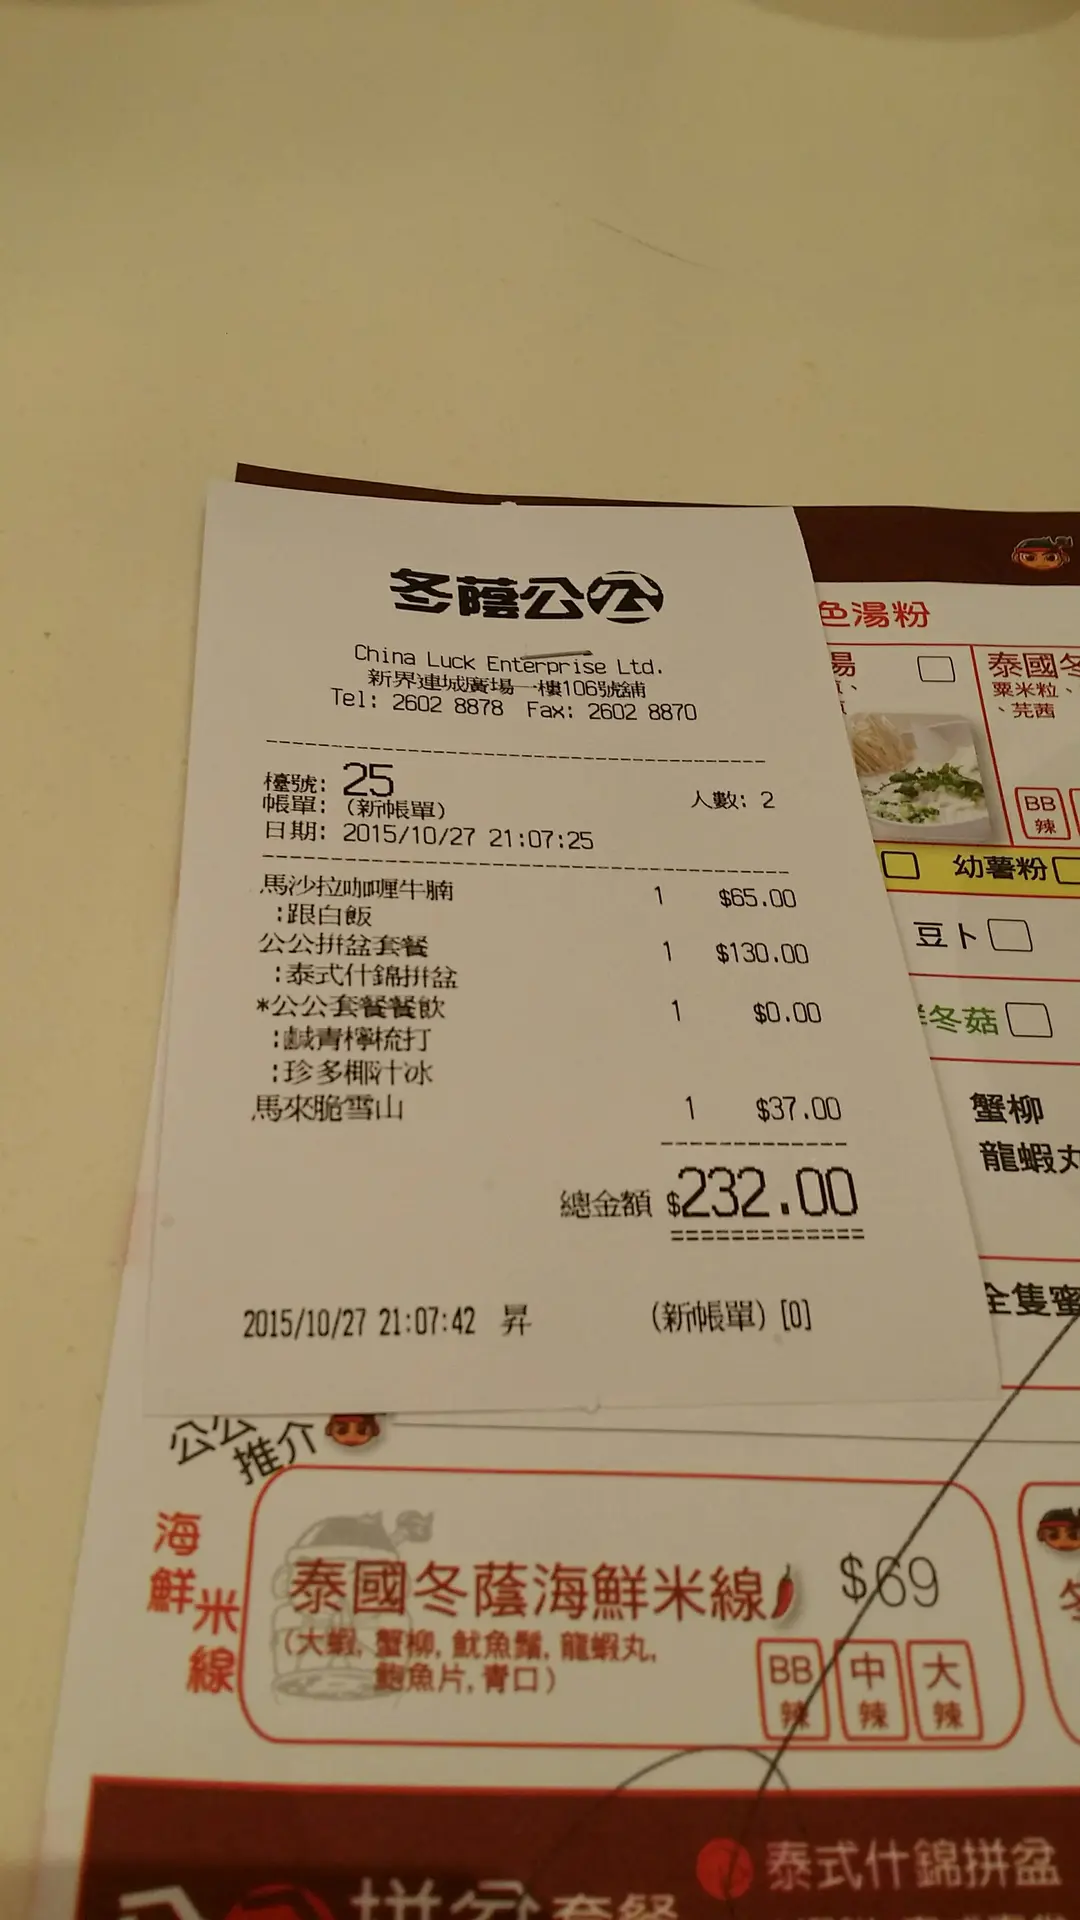 冬蔭公公
China Luck Enterprise Ltd.
新界連城廣場一樓106號舖
Tel: 2602 8878 Fax: 2602 8870
檯號: 25 人數: 2
帳單: (新帳單)
日期: 2015/10/27 21:07:25
馬沙拉咖喱牛腩 1 $65.00
:跟白飯
公公拼盆套餐 1 $130.00
:泰式什錦拼盆
*公公套餐餐飲 1 $0.00
:鹹青檸梳打
:珍多椰汁冰
馬來脆雪山 1 $37.00
總金額 $232.00
2015/10/27 21:07:42 昇 (新帳單) [0]
色湯粉
湯
泰國冬
粟米粒、
、芫茜
BB辣
幼薯粉
豆卜
冬菇
蟹柳
龍蝦丸
全隻蜜
公公推介
海鮮米線
泰國冬蔭海鮮米線 $69
(大蝦, 蟹柳, 魷魚鬚, 龍蝦丸,
鮑魚片, 青口)
BB辣 中辣 大辣
泰式什錦拼盆
拼盆套餐